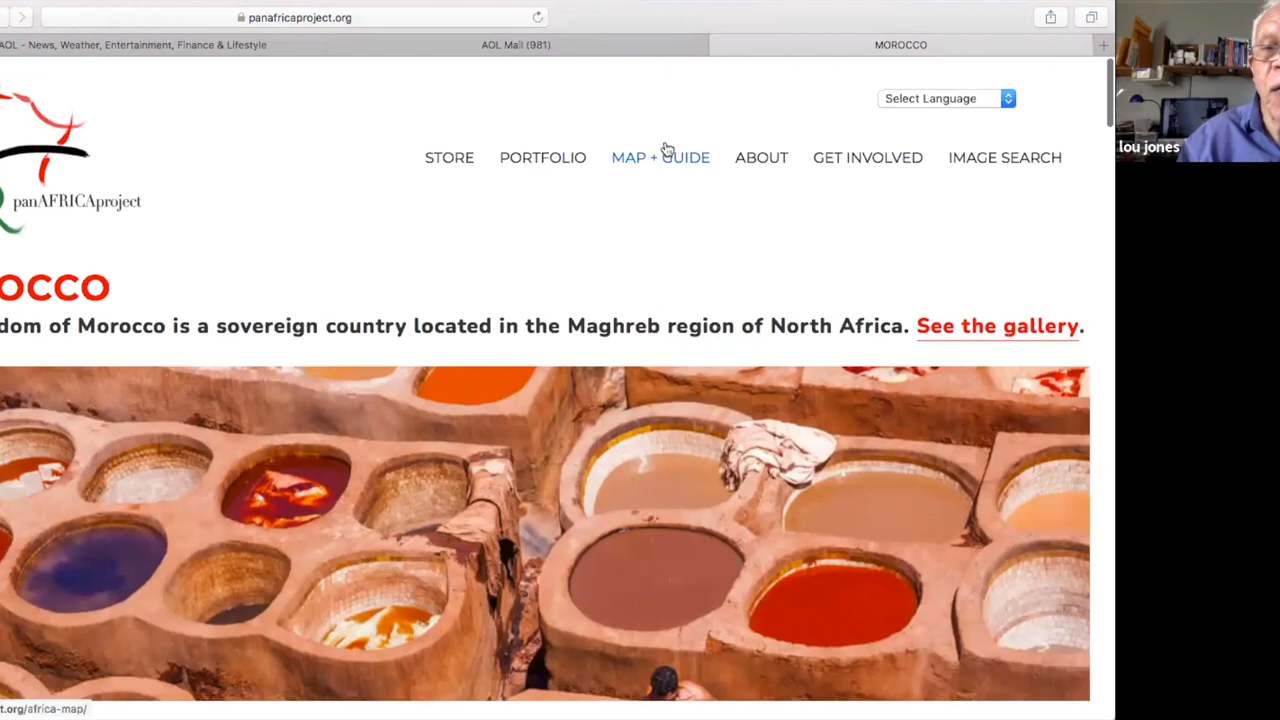 panafricaproject.org
AOL - News, Weather, Entertainment, Finance & Lifestyle
AOL Mail (981)
MOROCCO
Select Language
STORE PORTFOLIO MAP + GUIDE ABOUT GET INVOLVED IMAGE SEARCH
panAFRICAproject
lou jones
OCCO
dom of Morocco is a sovereign country located in the Maghreb region of North Africa. See the gallery.
t.org/africa-map/